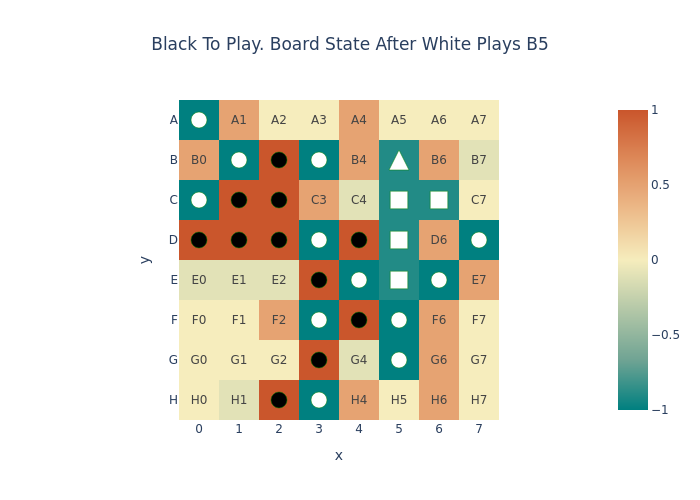 Black To Play. Board State After White Plays B5
A A1 A2 A3 A4 A5 A6 A7
B B0 B4 B6 B7
C C3 C4 C7
D D6
E E0 E1 E2 E7
F F0 F1 F2 F6 F7
G G0 G1 G2 G4 G6 G7
H H0 H1 H4 H5 H6 H7
0 1 2 3 4 5 6 7
x
y
1
0.5
0
−0.5
−1